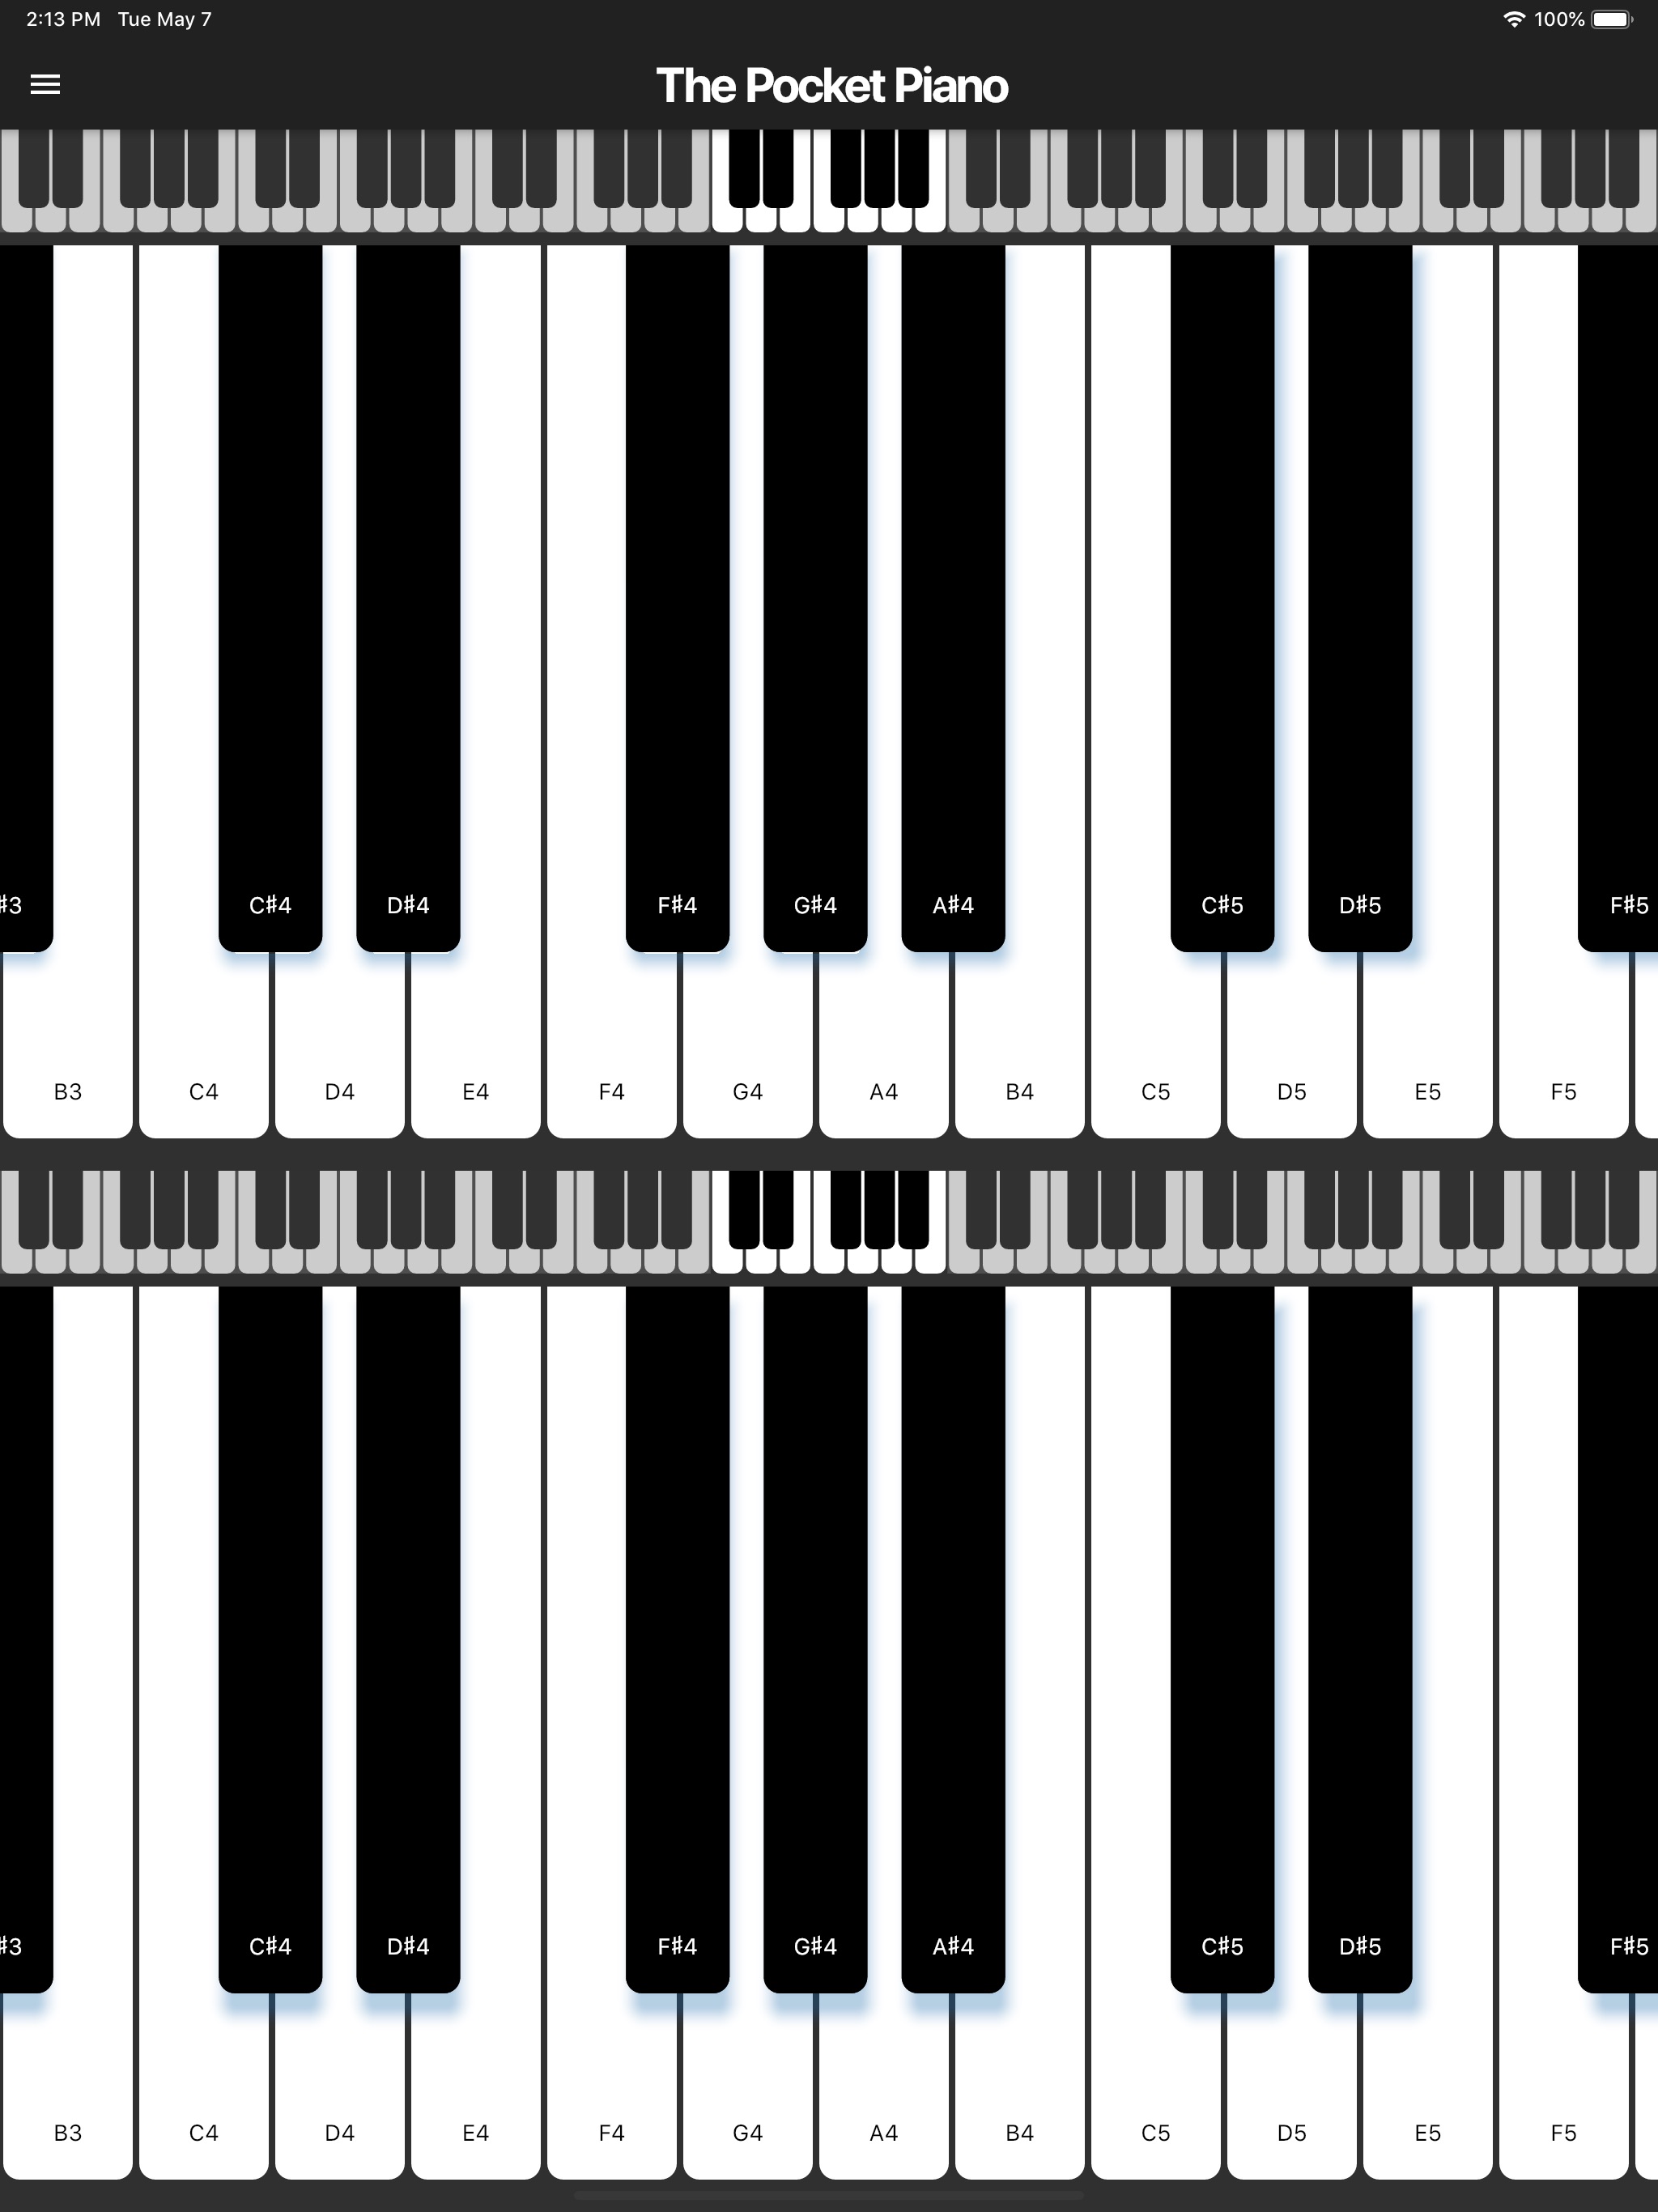 2:13 PM Tue May 7 100%
The Pocket Piano
♯3 C♯4 D♯4 F♯4 G♯4 A♯4 C♯5 D♯5 F♯5
B3 C4 D4 E4 F4 G4 A4 B4 C5 D5 E5 F5
♯3 C♯4 D♯4 F♯4 G♯4 A♯4 C♯5 D♯5 F♯5
B3 C4 D4 E4 F4 G4 A4 B4 C5 D5 E5 F5